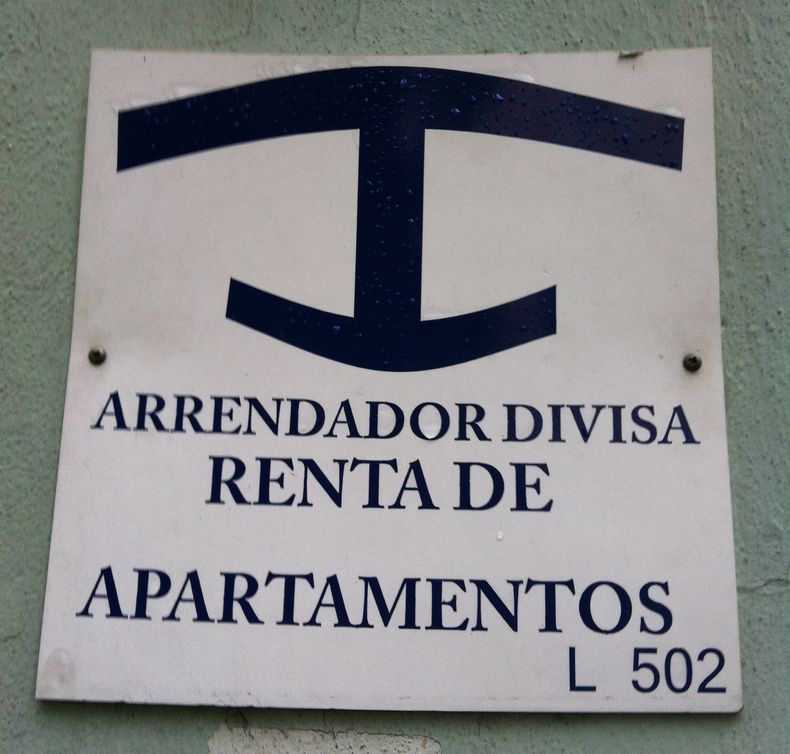 ARRENDADOR DIVISA
RENTA DE
APARTAMENTOS
L 502